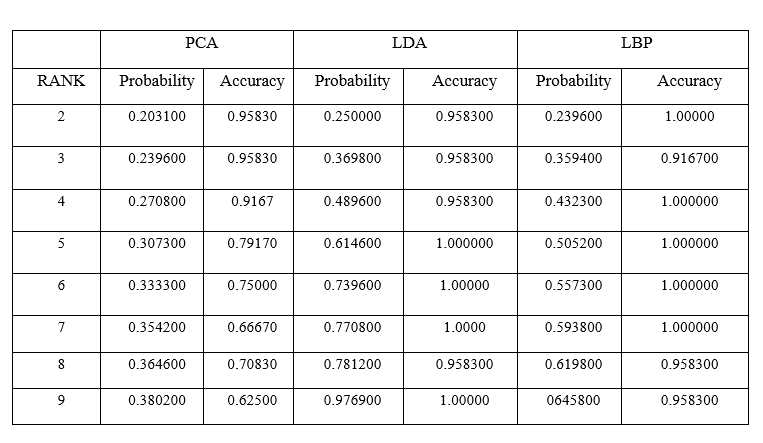 PCA LDA LBP
RANK Probability Accuracy Probability Accuracy Probability Accuracy
2 0.203100 0.95830 0.250000 0.958300 0.239600 1.00000
3 0.239600 0.95830 0.369800 0.958300 0.359400 0.916700
4 0.270800 0.9167 0.489600 0.958300 0.432300 1.000000
5 0.307300 0.79170 0.614600 1.000000 0.505200 1.000000
6 0.333300 0.75000 0.739600 1.00000 0.557300 1.000000
7 0.354200 0.66670 0.770800 1.0000 0.593800 1.000000
8 0.364600 0.70830 0.781200 0.958300 0.619800 0.958300
9 0.380200 0.62500 0.976900 1.00000 0645800 0.958300